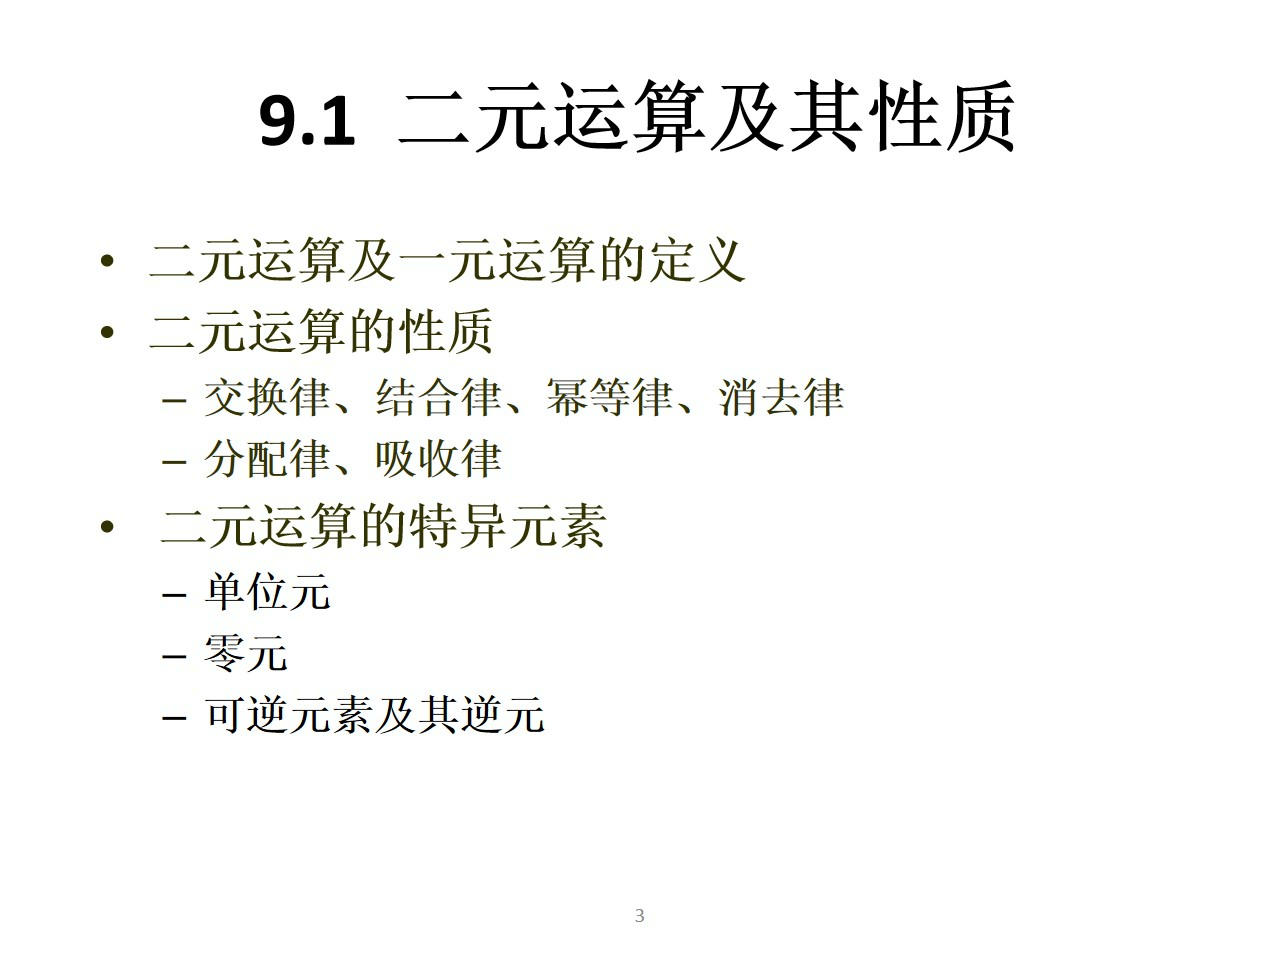 9.1 二元运算及其性质
• 二元运算及一元运算的定义
• 二元运算的性质
– 交换律、结合律、幂等律、消去律
– 分配律、吸收律
• 二元运算的特异元素
– 单位元
– 零元
– 可逆元素及其逆元
3